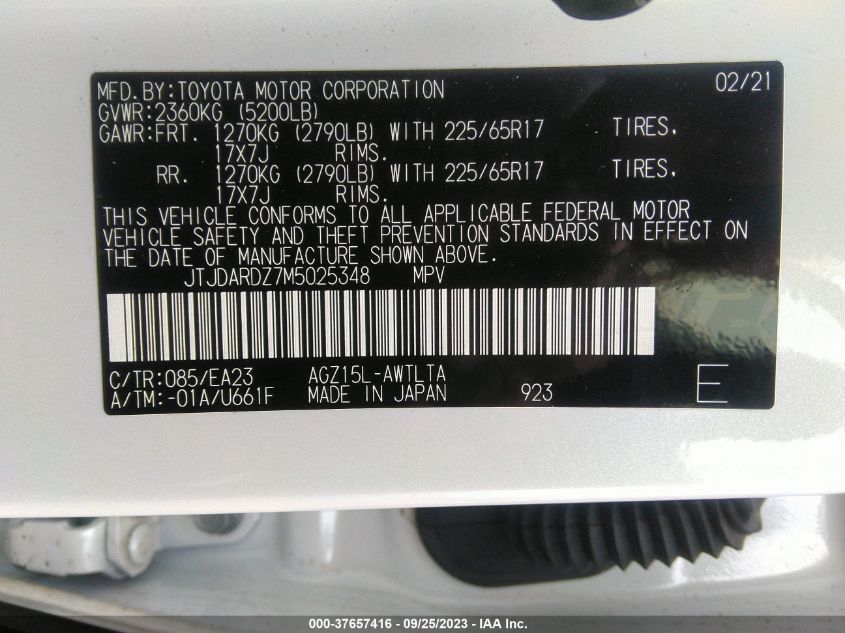 MFD.BY:TOYOTA MOTOR CORPORATION 02/21
GVWR:2360KG (5200LB)
GAWR:FRT. 1270KG (2790LB) WITH 225/65R17 TIRES,
17X7J RIMS.
RR. 1270KG (2790LB) WITH 225/65R17 TIRES,
17X7J RIMS.
THIS VEHICLE CONFORMS TO ALL APPLICABLE FEDERAL MOTOR
VEHICLE SAFETY AND THEFT PREVENTION STANDARDS IN EFFECT ON
THE DATE OF MANUFACTURE SHOWN ABOVE.
JTJDARDZ7M5025348 MPV
C/TR:085/EA23 AGZ15L-AWTLTA
A/TM:-01A/U661F MADE IN JAPAN 923 E
000-37657416 - 09/25/2023 - IAA Inc.